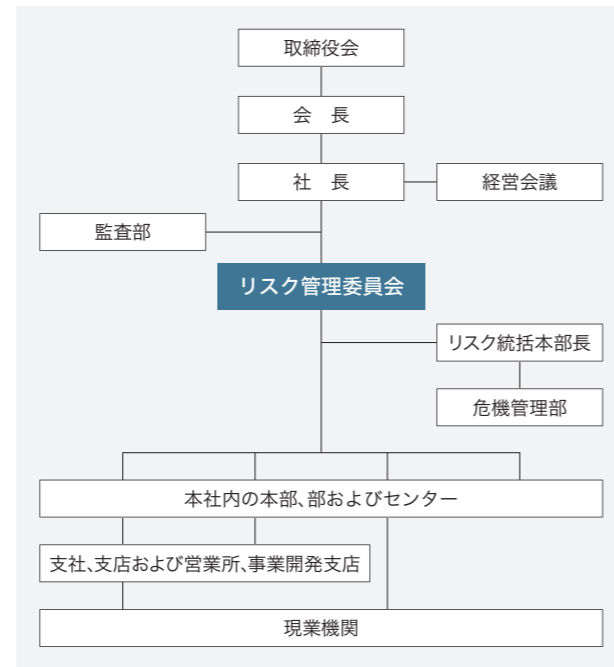 取締役会
会　長
社　長
経営会議
監査部
リスク管理委員会
リスク統括本部長
危機管理部
本社内の本部、部およびセンター
支社、支店および営業所、事業開発支店
現業機関